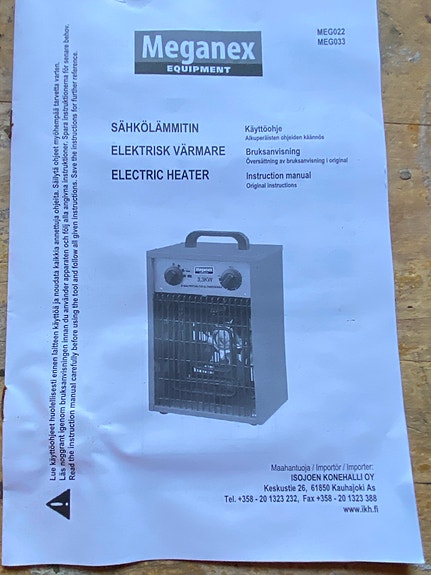 MEG022
MEG033
Meganex
EQUIPMENT
SÄHKÖLÄMMITIN
Käyttöohje
Alkuperäisten ohjeiden käännös
ELEKTRISK VÄRMARE
Bruksanvisning
Översättning av bruksanvisning i original
ELECTRIC HEATER
Instruction manual
Original instructions
Lue käyttöohjeet huolellisesti ennen laitteen käyttöä ja noudata kaikkia annettuja ohjeita. Säilytä ohjeet myöhempää tarvetta varten.
Läs noggrant igenom bruksanvisningen innan du använder apparaten och följ alla angivna instruktioner. Spara instruktionerna för senare behov.
Read the instruction manual carefully before using the tool and follow all given instructions. Save the instructions for further reference.
Meganex
3,3KW
Maahantuoja / Importör / Importer:
ISOJOEN KONEHALLI OY
Keskustie 26, 61850 Kauhajoki As
Tel. +358 - 20 1323 232, Fax +358 - 20 1323 388
www.ikh.fi